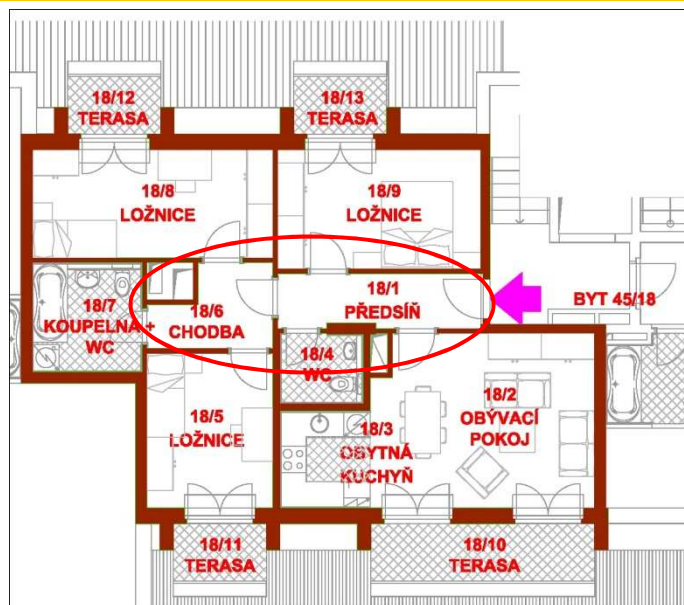 18/12
TERASA
18/13
TERASA
18/8
LOŽNICE
18/9
LOŽNICE
18/1
PŘEDSÍŇ
BYT 45/18
18/7
KOUPELNA +
WC
18/6
CHODBA
18/4
WC
18/2
OBÝVACÍ
POKOJ
18/5
LOŽNICE
18/3
OBYTNÁ
KUCHYŇ
18/11
TERASA
18/10
TERASA